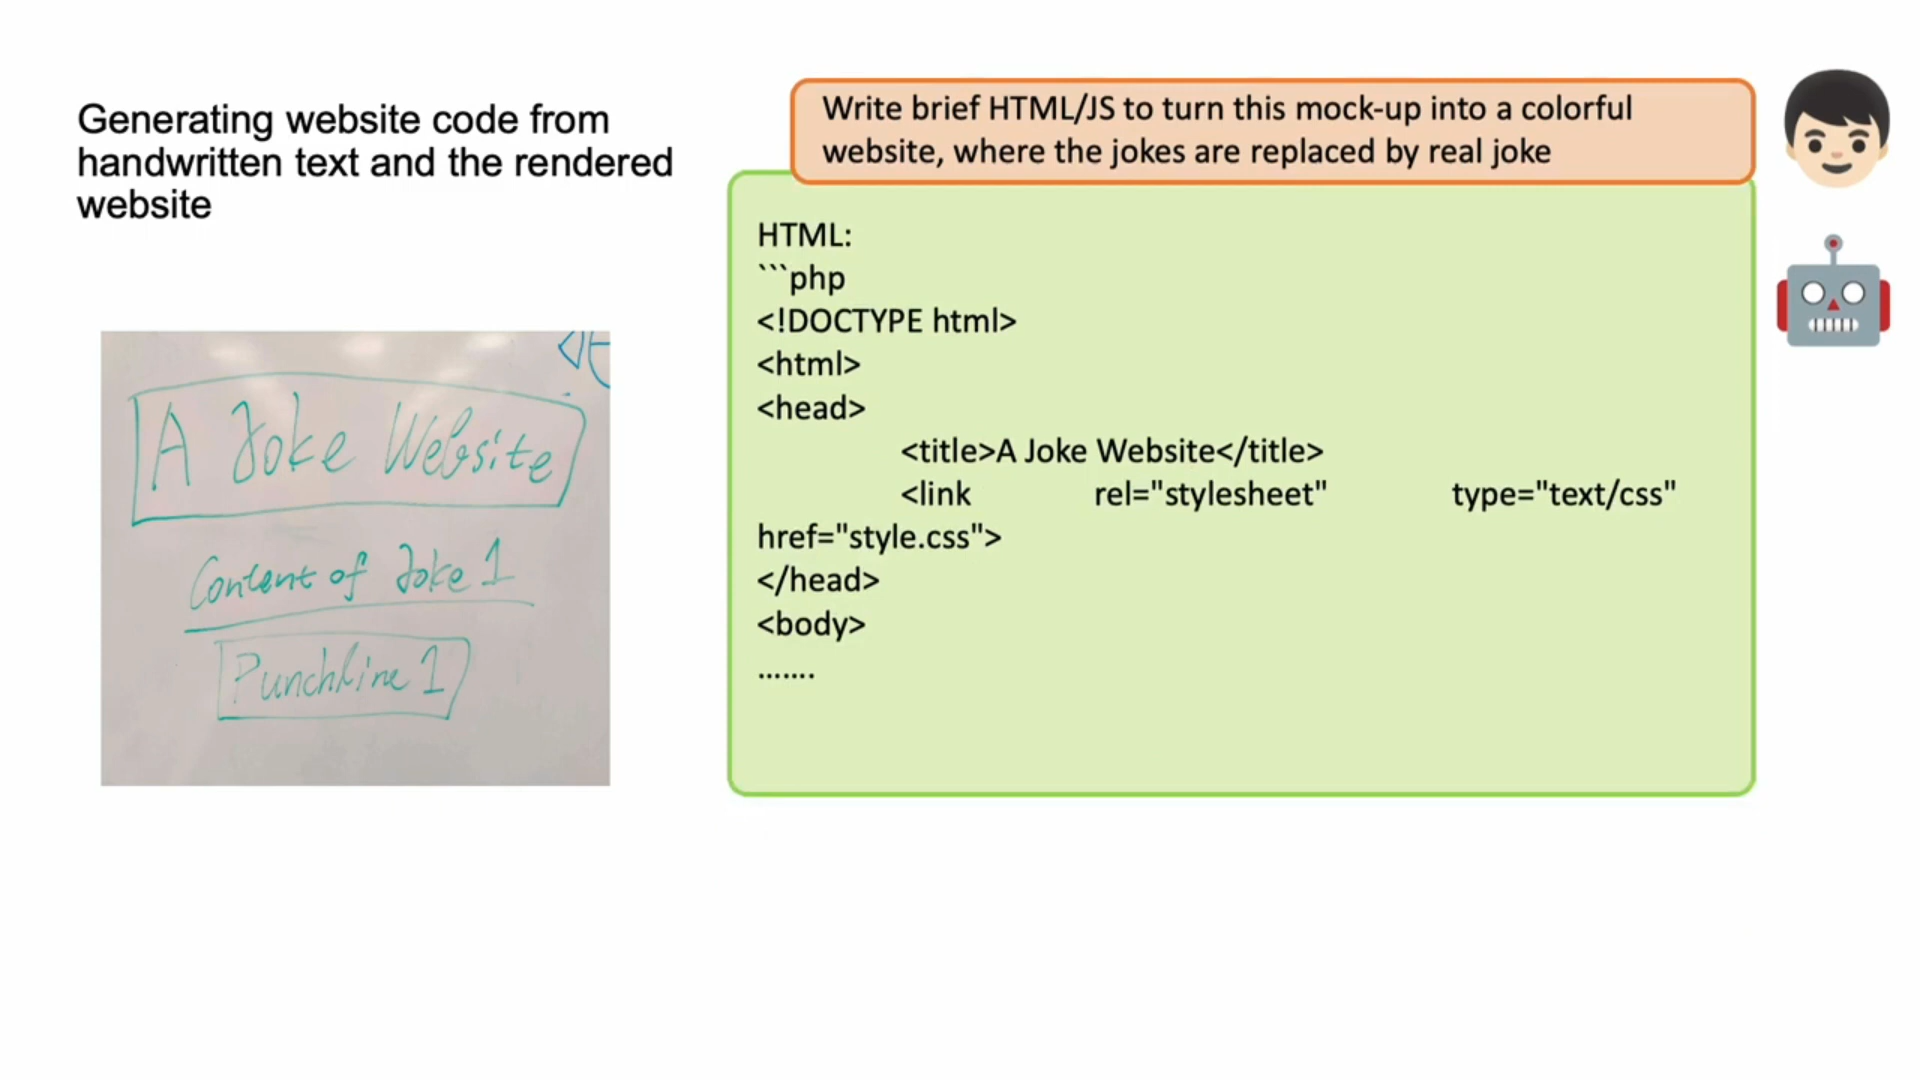 Generating website code from
handwritten text and the rendered
website
A Joke Website
Content of Joke 1
Punchline 1
Write brief HTML/JS to turn this mock-up into a colorful
website, where the jokes are replaced by real joke
HTML:
```php
<!DOCTYPE html>
<html>
<head>
<title>A Joke Website</title>
<link rel="stylesheet" type="text/css"
href="style.css">
</head>
<body>
.......